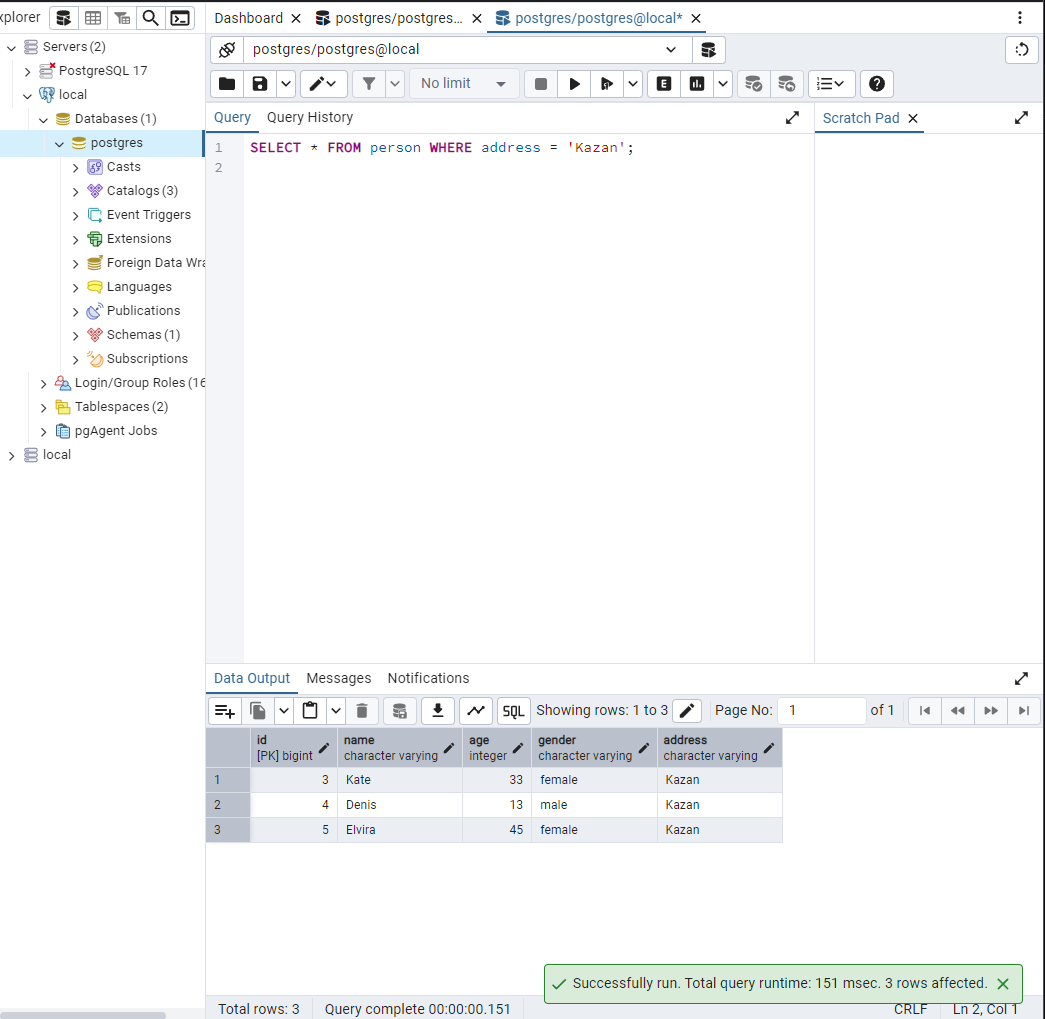 xplorer
Dashboard
postgres/postgres...
postgres/postgres@local*
Servers (2)
PostgreSQL 17
local
Databases (1)
postgres
Casts
Catalogs (3)
Event Triggers
Extensions
Foreign Data Wra
Languages
Publications
Schemas (1)
Subscriptions
Login/Group Roles (16
Tablespaces (2)
pgAgent Jobs
local
postgres/postgres@local
No limit
E
Query
Query History
Scratch Pad
1 SELECT * FROM person WHERE address = 'Kazan';
2
Data Output
Messages
Notifications
SQL
Showing rows: 1 to 3
Page No: 1 of 1
id name age gender address
[PK] bigint character varying integer character varying character varying
1 3 Kate 33 female Kazan
2 4 Denis 13 male Kazan
3 5 Elvira 45 female Kazan
Successfully run. Total query runtime: 151 msec. 3 rows affected.
Total rows: 3
Query complete 00:00:00.151
CRLF
Ln 2, Col 1